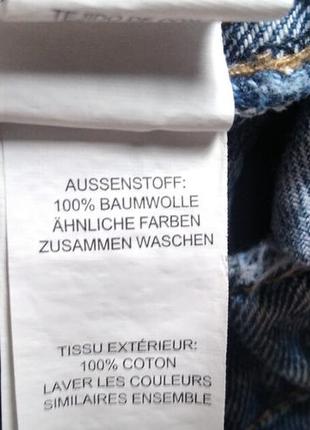 AUSSENSTOFF:
100% BAUMWOLLE
ÄHNLICHE FARBEN
ZUSAMMEN WASCHEN
TISSU EXTÉRIEUR:
100% COTON
LAVER LES COULEURS
SIMILAIRES ENSEMBLE